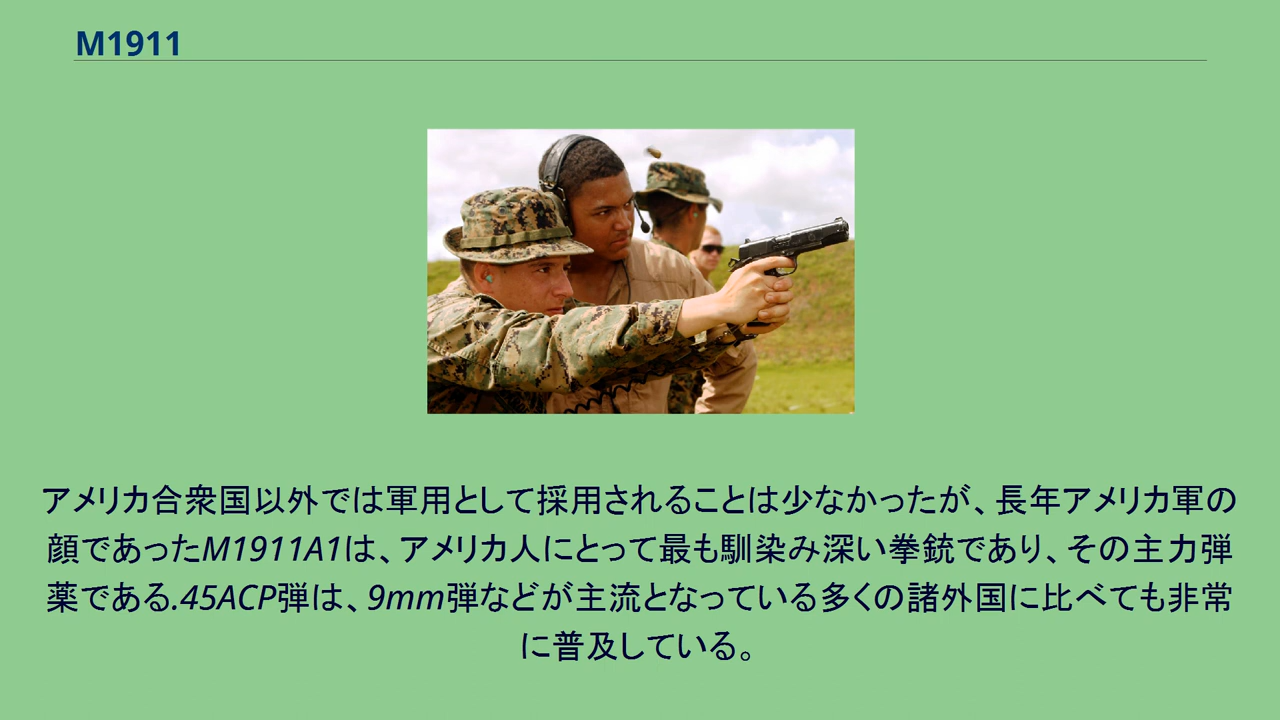 M1911
アメリカ合衆国以外では軍用として採用されることは少なかったが、長年アメリカ軍の
顔であったM1911A1は、アメリカ人にとって最も馴染み深い拳銃であり、その主力弾
薬である.45ACP弾は、9mm弾などが主流となっている多くの諸外国に比べても非常
に普及している。